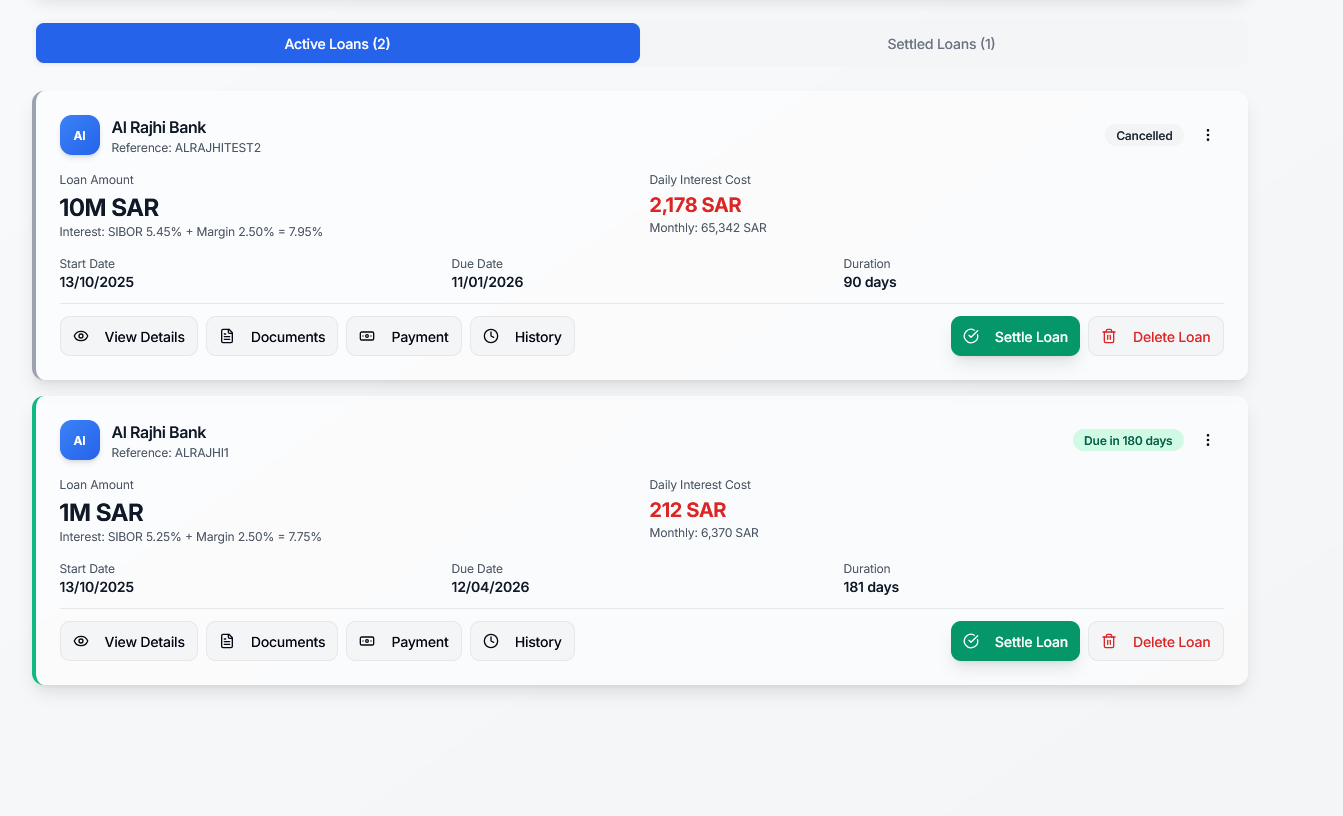 Active Loans (2)
Settled Loans (1)
Al
Al Rajhi Bank
Reference: ALRAJHITEST2
Cancelled
Loan Amount
Daily Interest Cost
10M SAR
2,178 SAR
Interest: SIBOR 5.45% + Margin 2.50% = 7.95%
Monthly: 65,342 SAR
Start Date
Due Date
Duration
13/10/2025
11/01/2026
90 days
View Details
Documents
Payment
History
Settle Loan
Delete Loan
Al
Al Rajhi Bank
Reference: ALRAJHI1
Due in 180 days
Loan Amount
Daily Interest Cost
1M SAR
212 SAR
Interest: SIBOR 5.25% + Margin 2.50% = 7.75%
Monthly: 6,370 SAR
Start Date
Due Date
Duration
13/10/2025
12/04/2026
181 days
View Details
Documents
Payment
History
Settle Loan
Delete Loan